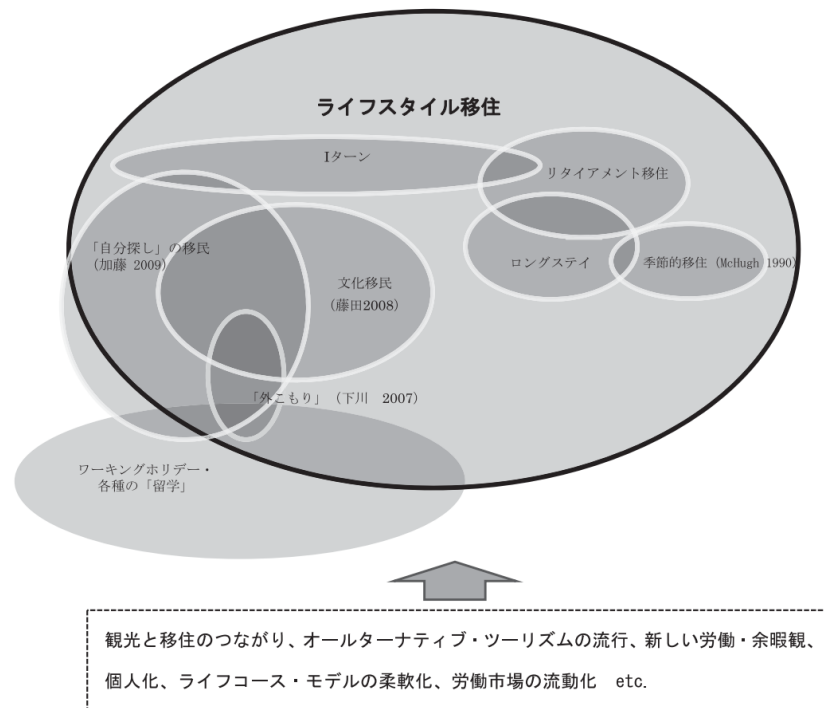 ライフスタイル移住
Iターン
リタイアメント移住
「自分探し」の移民
（加藤 2009）
文化移民
（藤田2008）
ロングステイ
季節的移住（McHugh 1990）
「外こもり」（下川　2007）
ワーキングホリデー・
各種の「留学」
観光と移住のつながり、オールターナティブ・ツーリズムの流行、新しい労働・余暇観、
個人化、ライフコース・モデルの柔軟化、労働市場の流動化　etc.